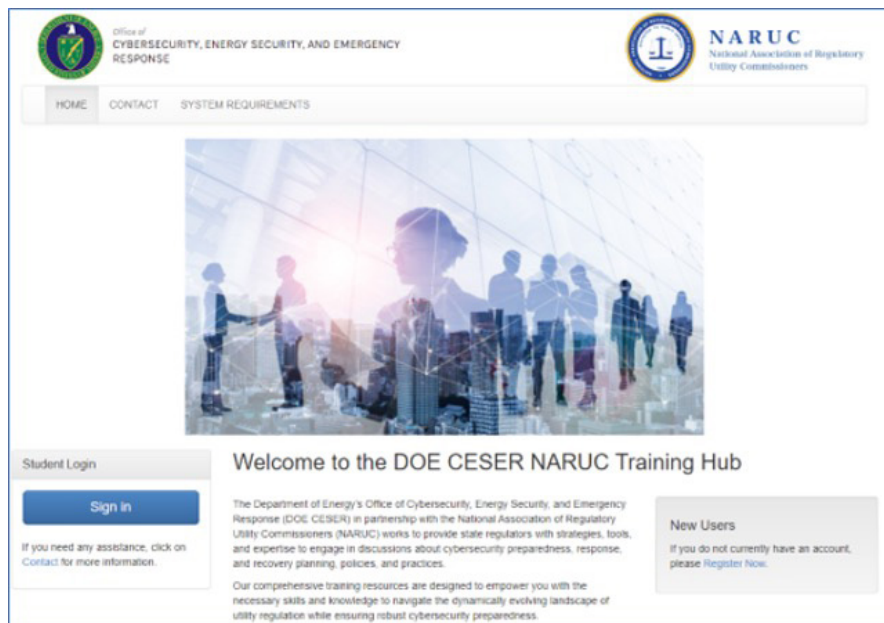 Office of
CYBERSECURITY, ENERGY SECURITY, AND EMERGENCY
RESPONSE
NARUC
National Association of Regulatory
Utility Commissioners
HOME CONTACT SYSTEM REQUIREMENTS
Student Login
Sign in
If you need any assistance, click on
Contact for more information.
Welcome to the DOE CESER NARUC Training Hub
The Department of Energy's Office of Cybersecurity, Energy Security, and Emergency
Response (DOE CESER) in partnership with the National Association of Regulatory
Utility Commissioners (NARUC) works to provide state regulators with strategies, tools,
and expertise to engage in discussions about cybersecurity preparedness, response,
and recovery planning, policies, and practices.
Our comprehensive training resources are designed to empower you with the
necessary skills and knowledge to navigate the dynamically evolving landscape of
utility regulation while ensuring robust cybersecurity preparedness.
New Users
If you do not currently have an account,
please Register Now.